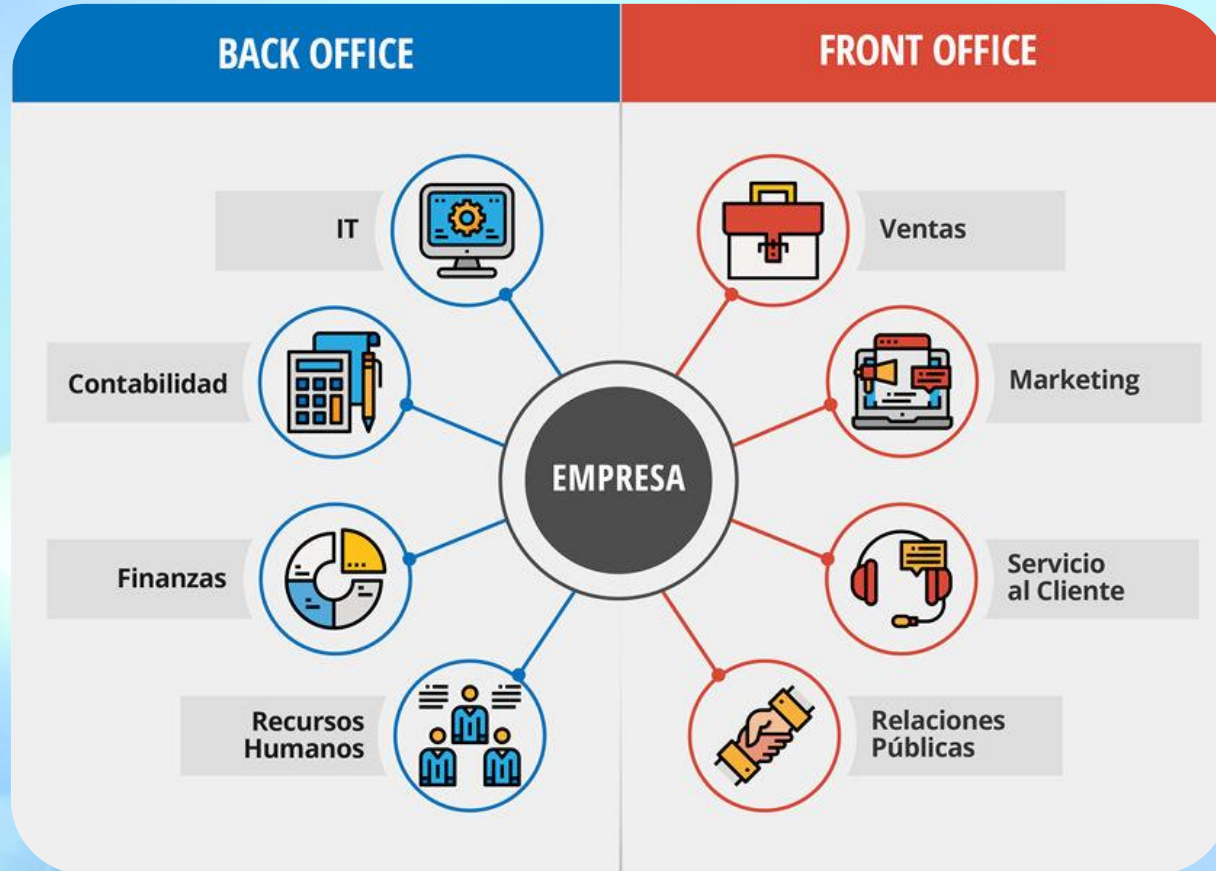 BACK OFFICE
FRONT OFFICE
IT
Ventas
Contabilidad
Marketing
EMPRESA
Finanzas
Servicio
al Cliente
Recursos
Humanos
Relaciones
Públicas